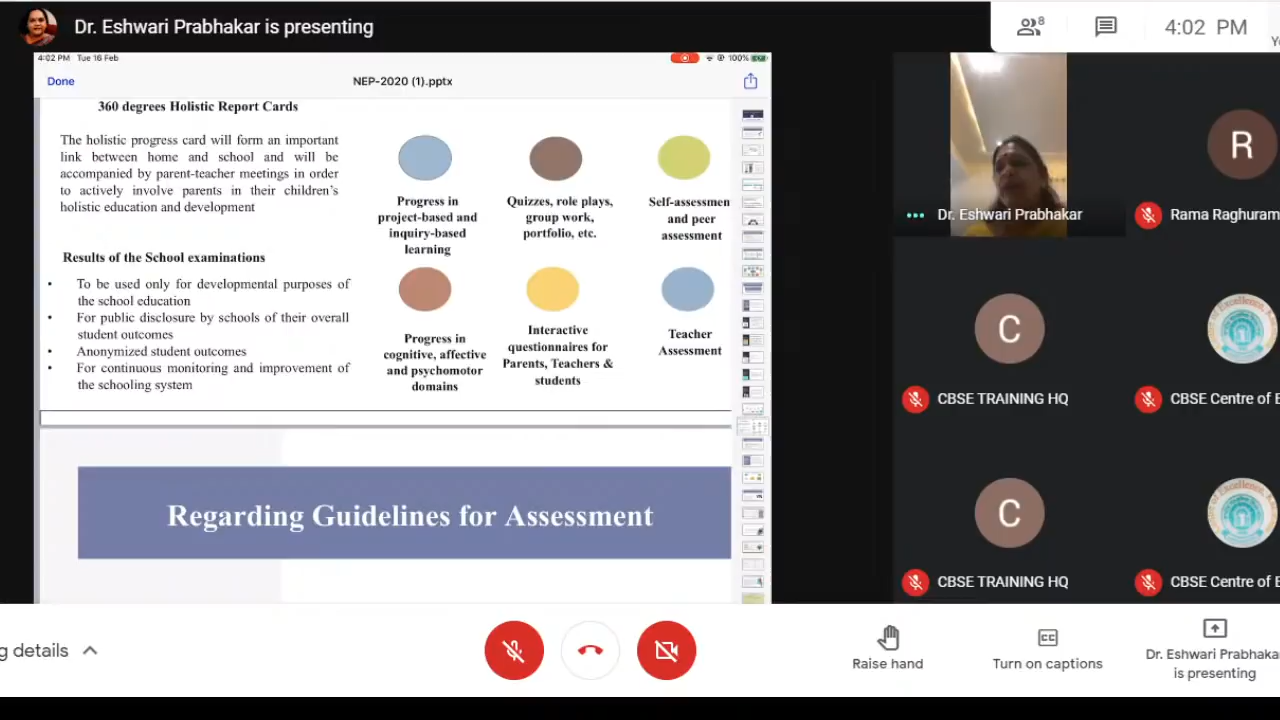 Dr. Eshwari Prabhakar is presenting
8
4:02 PM
4:02 PM Tue 16 Feb
100%
Done
NEP-2020 (1).pptx
360 degrees Holistic Report Cards
The holistic progress card will form an important
link between home and school and will be
accompanied by parent-teacher meetings in order
to actively involve parents in their children's
holistic education and development
Results of the School examinations
To be used only for developmental purposes of
the school education
For public disclosure by schools of their overall
student outcomes
Anonymized student outcomes
For continuous monitoring and improvement of
the schooling system
Progress in
project-based and
inquiry-based
learning
Quizzes, role plays,
group work,
portfolio, etc.
Self-assessmen
and peer
assessment
Progress in
cognitive, affective
and psychomotor
domains
Interactive
questionnaires for
Parents, Teachers &
students
Teacher
Assessment
Regarding Guidelines for Assessment
Dr. Eshwari Prabhakar
R
Rama Raghuram
C
CBSE TRAINING HQ
CBSE Centre of E
C
CBSE TRAINING HQ
CBSE Centre of E
g details
Raise hand
CC
Turn on captions
Dr. Eshwari Prabhakar
is presenting